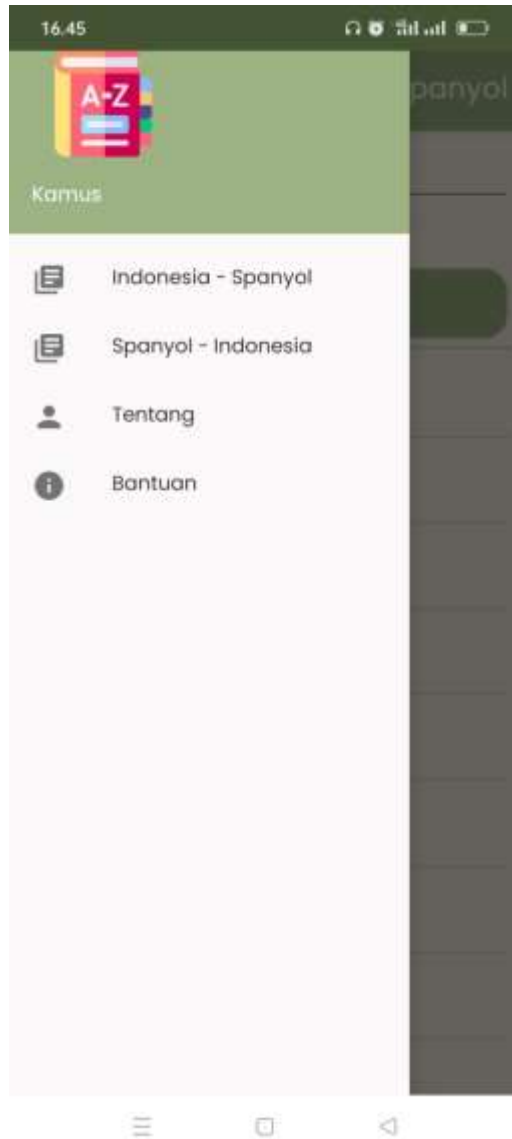 16.45
panyol
A-Z
Kamus
Indonesia - Spanyol
Spanyol - Indonesia
Tentang
Bantuan